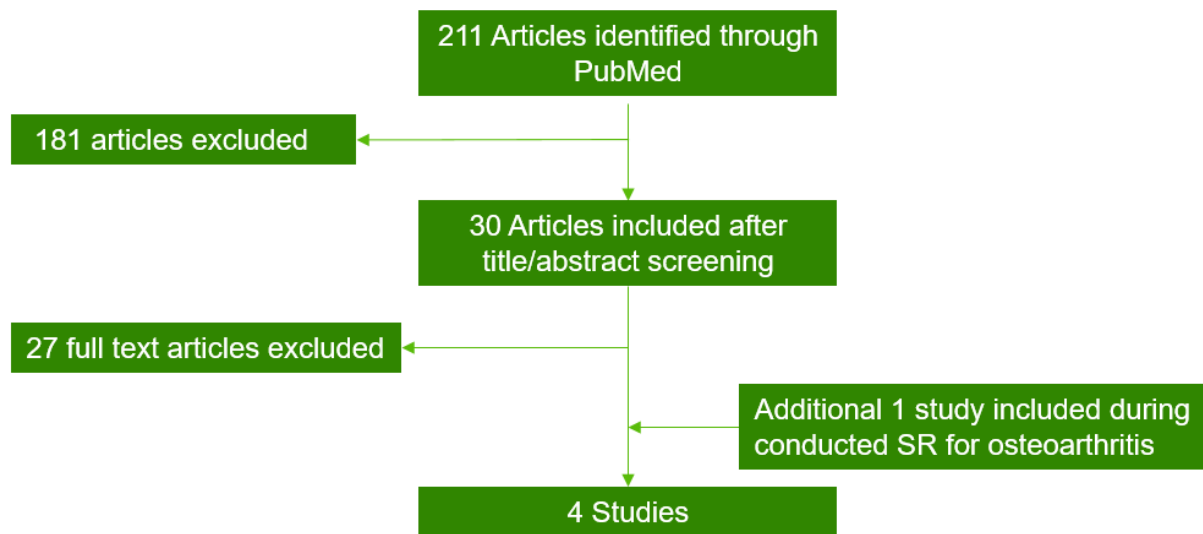 211 Articles identified through
PubMed
181 articles excluded
30 Articles included after
title/abstract screening
27 full text articles excluded
Additional 1 study included during
conducted SR for osteoarthritis
4 Studies